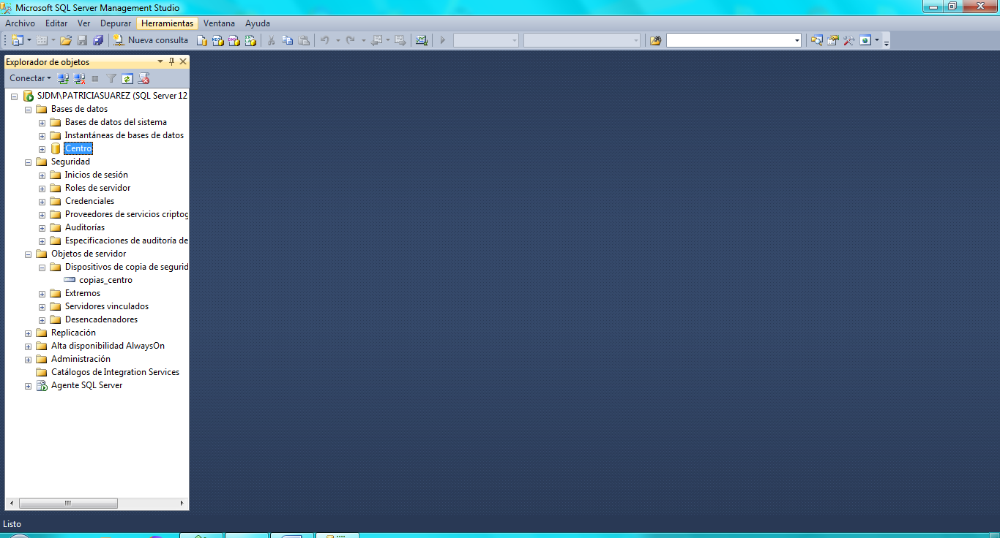 Microsoft SQL Server Management Studio
Archivo Editar Ver Depurar Herramientas Ventana Ayuda
Nueva consulta
Explorador de objetos
Conectar
SJDM\PATRICIASUAREZ (SQL Server 12
Bases de datos
Bases de datos del sistema
Instantáneas de bases de datos
Centro
Seguridad
Inicios de sesión
Roles de servidor
Credenciales
Proveedores de servicios criptog
Auditorías
Especificaciones de auditoría de
Objetos de servidor
Dispositivos de copia de segurid
copias_centro
Extremos
Servidores vinculados
Desencadenadores
Replicación
Alta disponibilidad AlwaysOn
Administración
Catálogos de Integration Services
Agente SQL Server
Listo